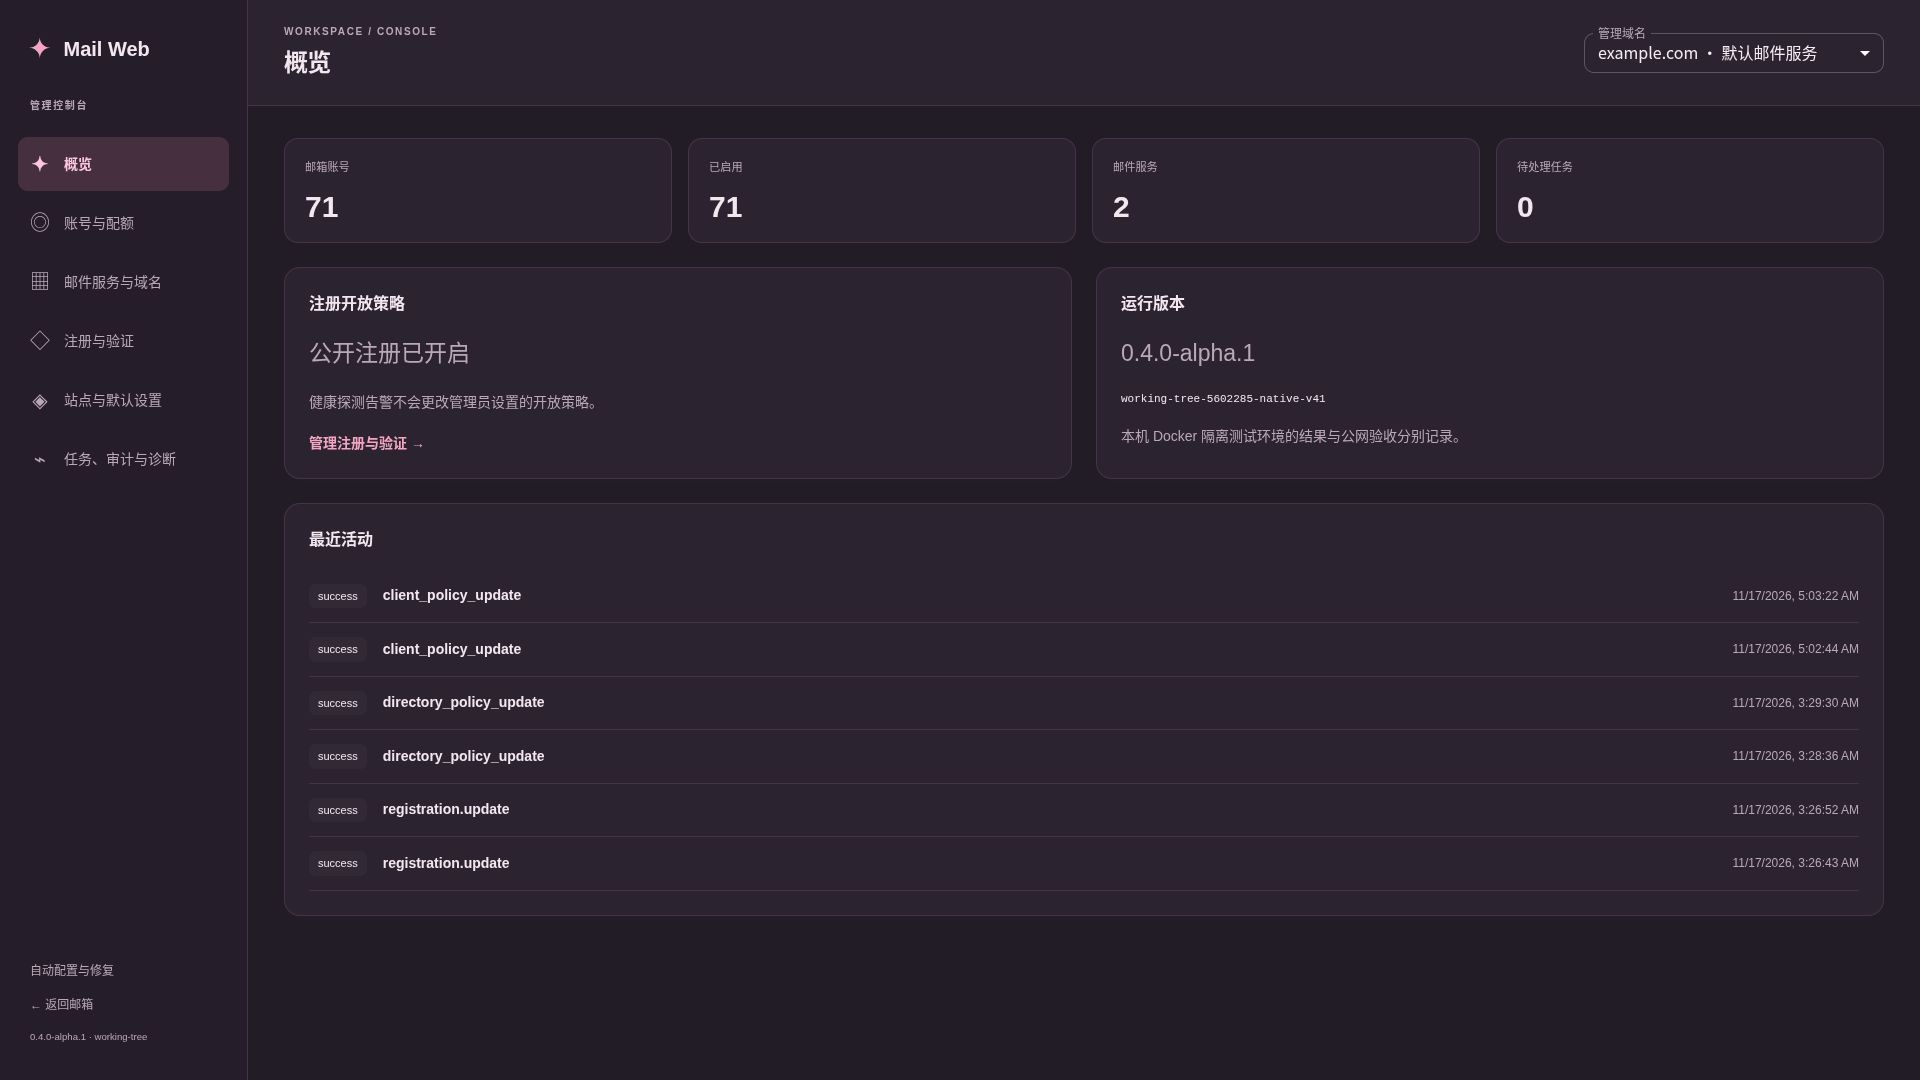 Mail Web
管理控制台
概览
账号与配额
邮件服务与域名
注册与验证
站点与默认设置
任务、审计与诊断
自动配置与修复
← 返回邮箱
0.4.0-alpha.1 · working-tree
WORKSPACE / CONSOLE
概览
管理域名
example.com • 默认邮件服务
邮箱账号
71
已启用
71
邮件服务
2
待处理任务
0
注册开放策略
公开注册已开启
健康探测告警不会更改管理员设置的开放策略。
管理注册与验证 →
运行版本
0.4.0-alpha.1
working-tree-5602285-native-v41
本机 Docker 隔离测试环境的结果与公网验收分别记录。
最近活动
success client_policy_update 11/17/2026, 5:03:22 AM
success client_policy_update 11/17/2026, 5:02:44 AM
success directory_policy_update 11/17/2026, 3:29:30 AM
success directory_policy_update 11/17/2026, 3:28:36 AM
success registration.update 11/17/2026, 3:26:52 AM
success registration.update 11/17/2026, 3:26:43 AM